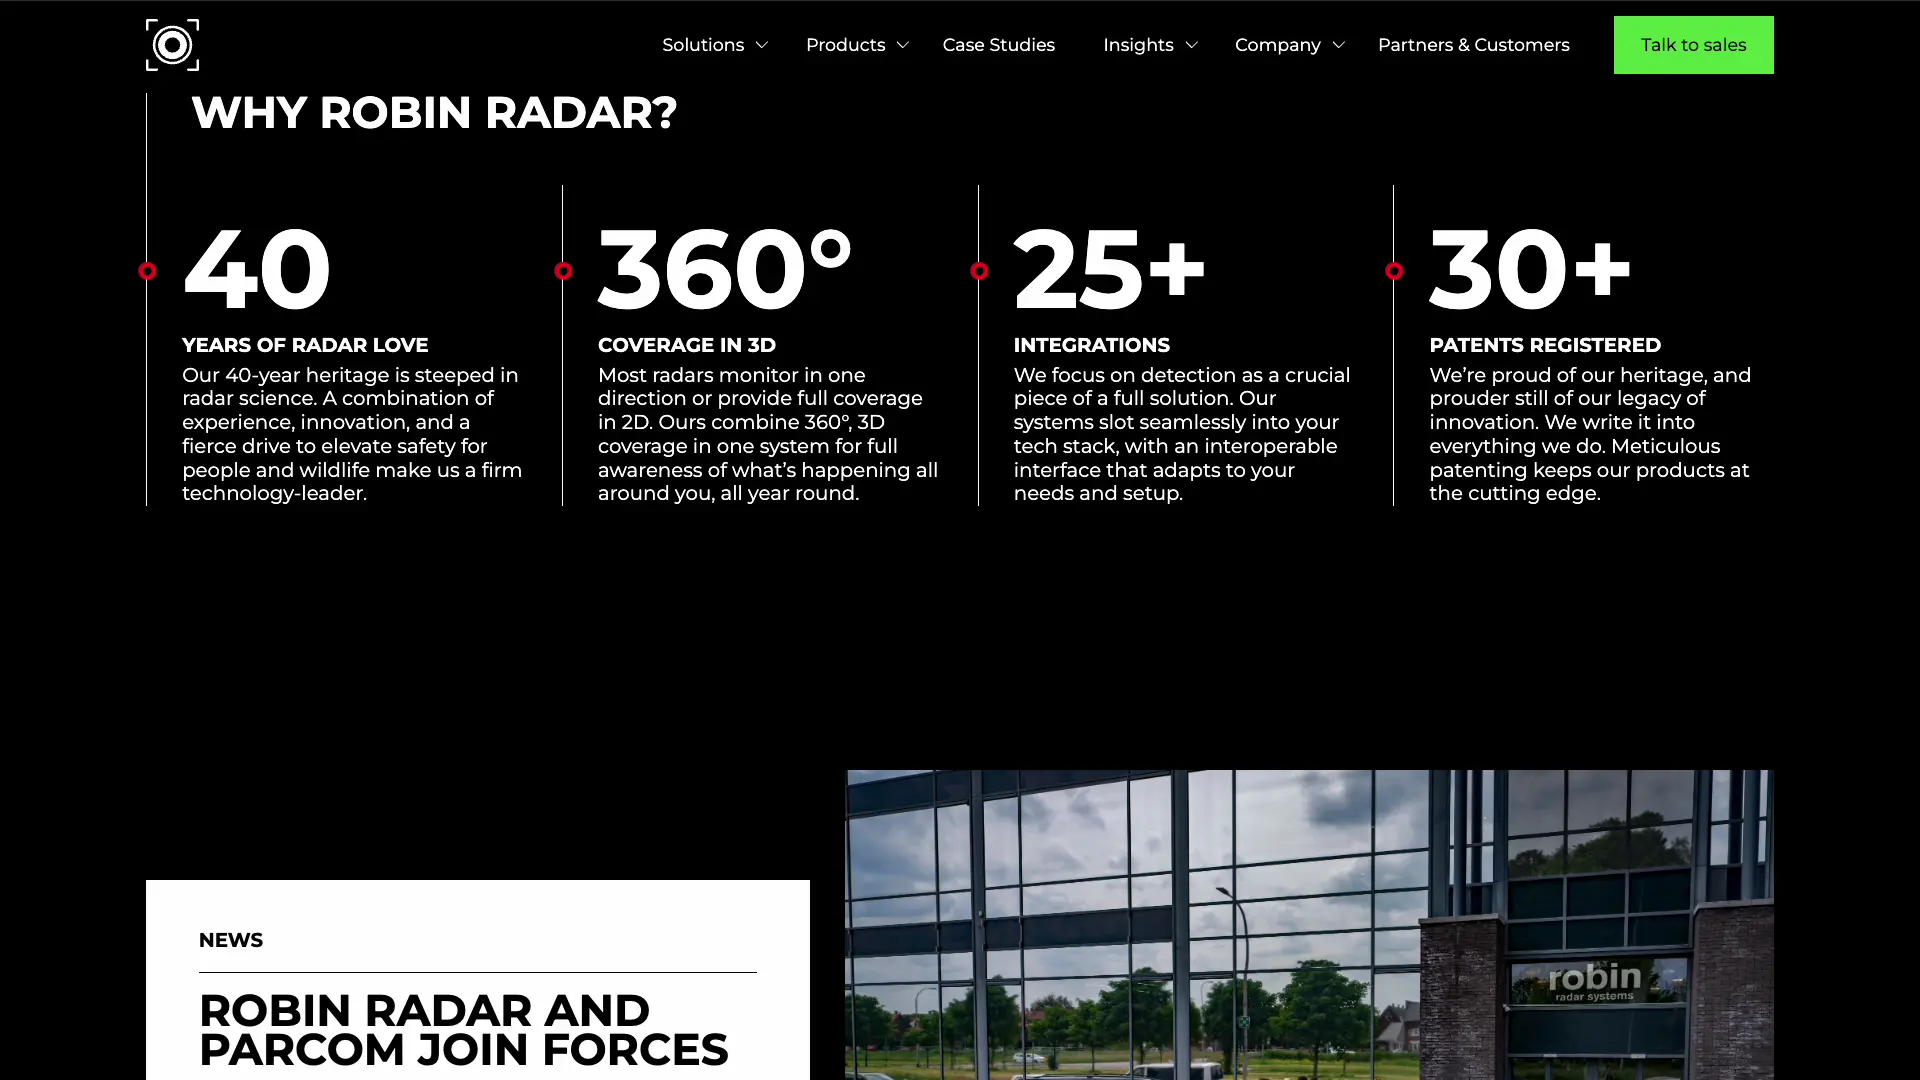 Solutions
Products
Case Studies
Insights
Company
Partners & Customers
Talk to sales
WHY ROBIN RADAR?
40
YEARS OF RADAR LOVE
Our 40-year heritage is steeped in
radar science. A combination of
experience, innovation, and a
fierce drive to elevate safety for
people and wildlife make us a firm
technology-leader.
360°
COVERAGE IN 3D
Most radars monitor in one
direction or provide full coverage
in 2D. Ours combine 360°, 3D
coverage in one system for full
awareness of what’s happening all
around you, all year round.
25+
INTEGRATIONS
We focus on detection as a crucial
piece of a full solution. Our
systems slot seamlessly into your
tech stack, with an interoperable
interface that adapts to your
needs and setup.
30+
PATENTS REGISTERED
We’re proud of our heritage, and
prouder still of our legacy of
innovation. We write it into
everything we do. Meticulous
patenting keeps our products at
the cutting edge.
NEWS
ROBIN RADAR AND
PARCOM JOIN FORCES
robin
radar systems